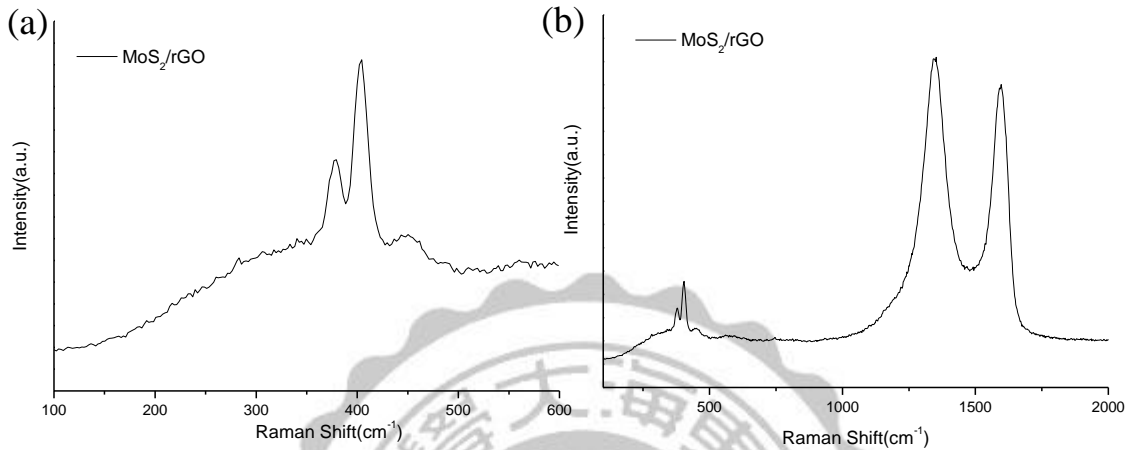 (a)
MoS₂/rGO
Intensity(a.u.)
100
200
300
400
500
600
Raman Shift(cm⁻¹)
(b)
MoS₂/rGO
Intensity(a.u.)
500
1000
1500
2000
Raman Shift(cm⁻¹)